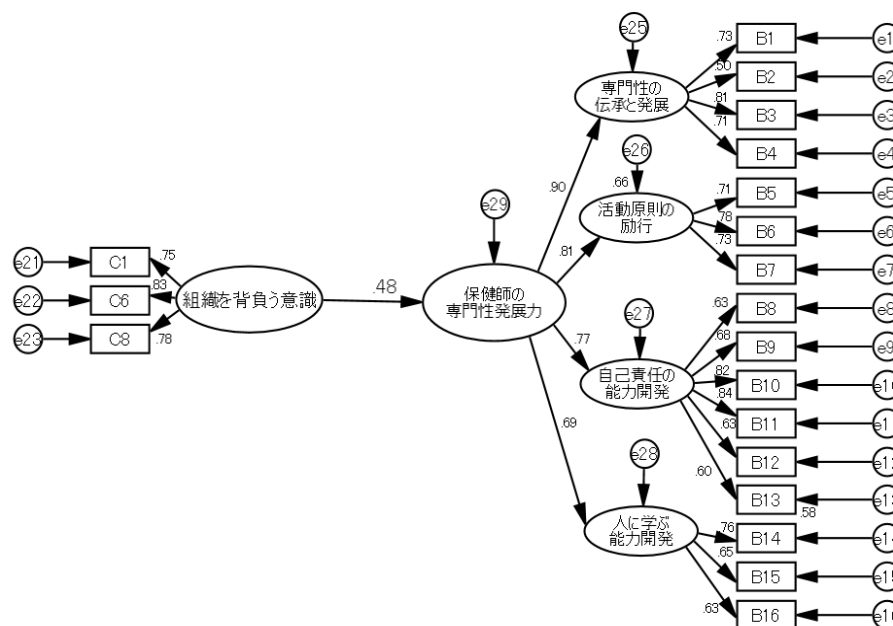 e25
.73
B1
e1
.50
B2
e2
専門性の
伝承と発展
.81
B3
e3
.71
B4
e4
e26
.90
.66
.71
B5
e5
活動原則の
励行
.78
B6
e6
e29
.73
B7
e7
.81
e21
C1
.75
e22
C6
.83
組織を背負う意識
.48
保健師の
専門性発展力
e23
C8
.78
e27
.63
B8
e8
.77
.68
B9
e9
自己責任の
能力開発
.82
B10
.84
B11
.69
.63
B12
e28
.60
B13
.58
人に学ぶ
能力開発
.76
B14
.65
B15
.63
B16